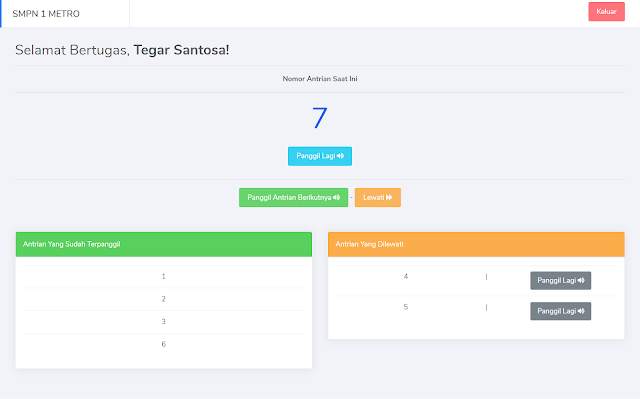 SMPN 1 METRO
Keluar
Selamat Bertugas, Tegar Santosa!
Nomor Antrian Saat Ini
7
Panggil Lagi
Panggil Antrian Berikutnya - Lewati
Antrian Yang Sudah Terpanggil
1
2
3
6
Antrian Yang Dilewati
4 | Panggil Lagi
5 | Panggil Lagi